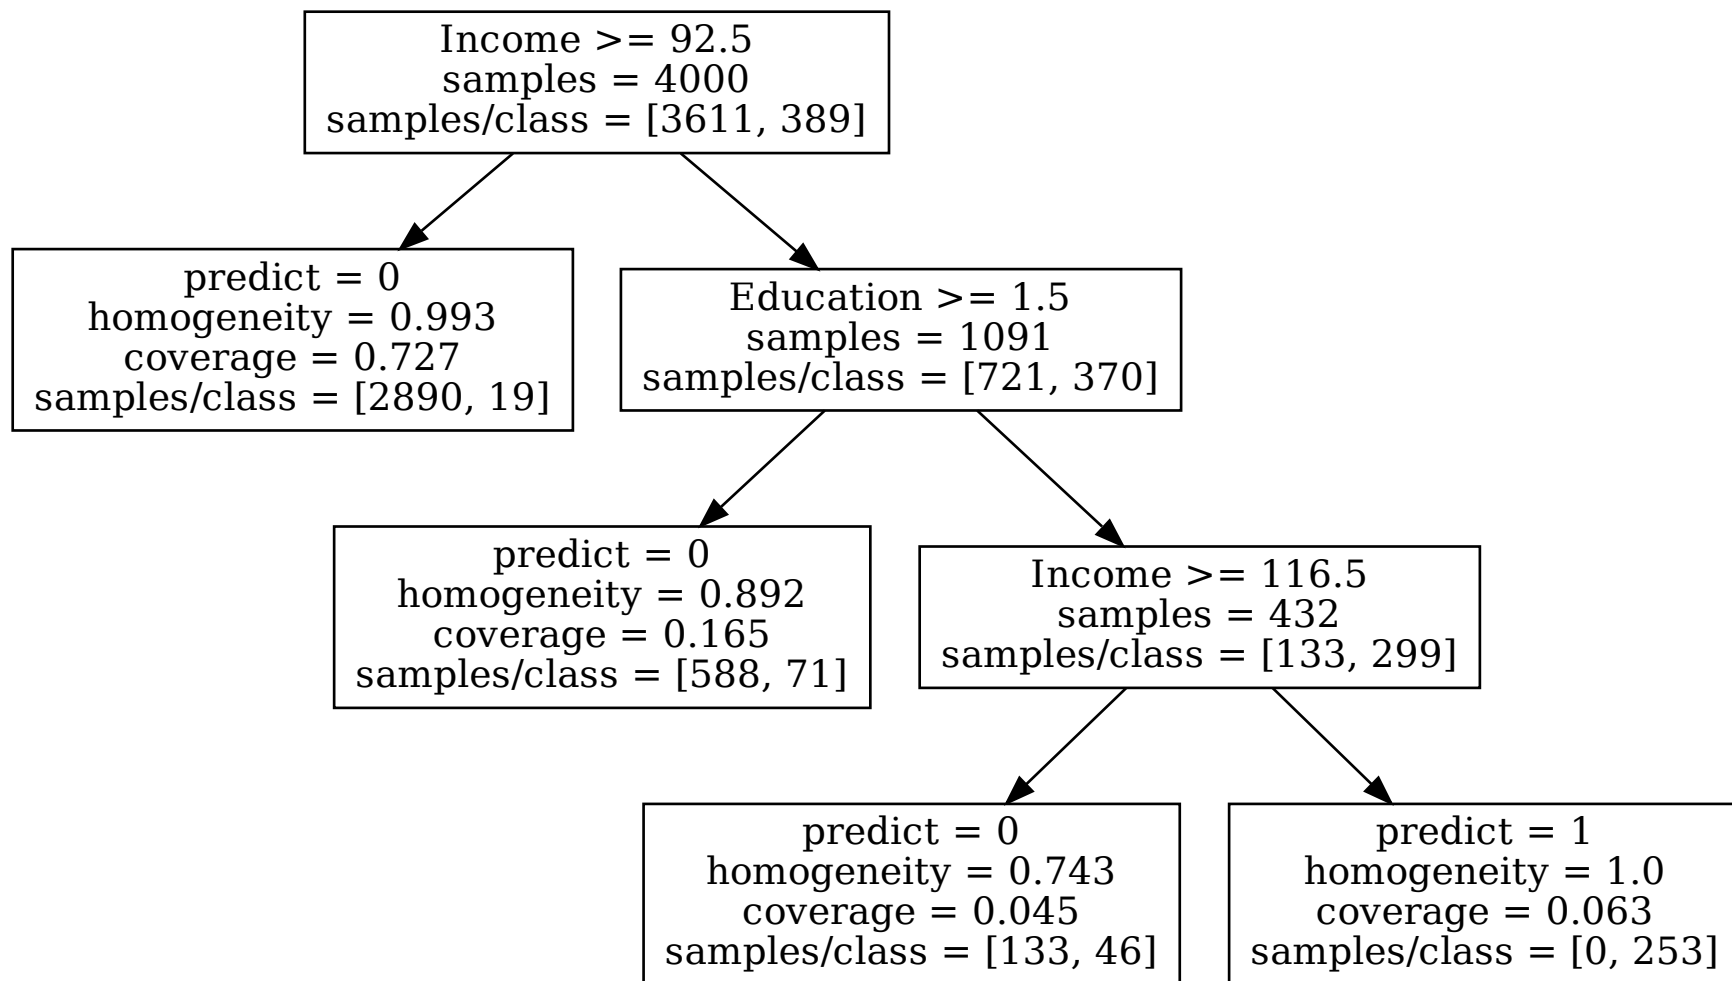 Income >= 92.5
samples = 4000
samples/class = [3611, 389]
predict = 0
homogeneity = 0.993
coverage = 0.727
samples/class = [2890, 19]
Education >= 1.5
samples = 1091
samples/class = [721, 370]
predict = 0
homogeneity = 0.892
coverage = 0.165
samples/class = [588, 71]
Income >= 116.5
samples = 432
samples/class = [133, 299]
predict = 0
homogeneity = 0.743
coverage = 0.045
samples/class = [133, 46]
predict = 1
homogeneity = 1.0
coverage = 0.063
samples/class = [0, 253]